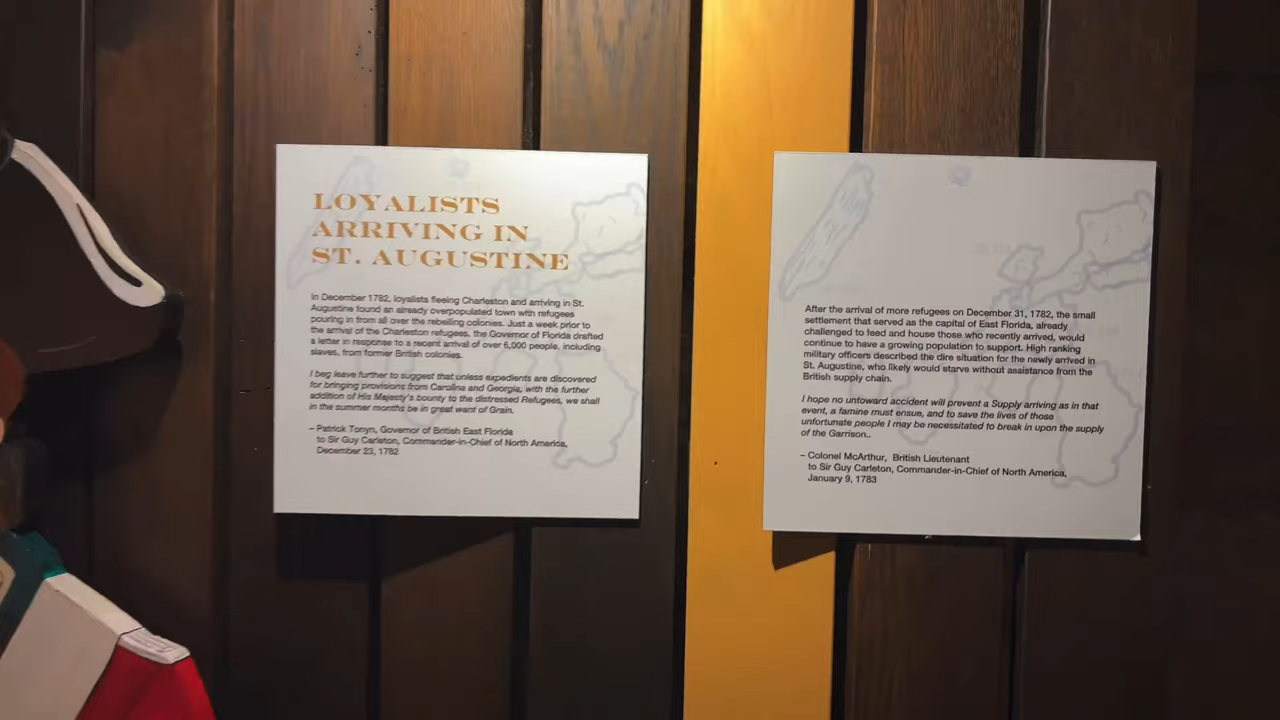 LOYALISTS
ARRIVING IN
ST. AUGUSTINE
In December 1782, loyalists fleeing Charleston and arriving in St.
Augustine found an already overpopulated town with refugees
pouring in from all over the rebelling colonies. Just a week prior to
the arrival of the Charleston refugees, the Governor of Florida drafted
a letter in response to a recent arrival of over 6,000 people, including
slaves, from former British colonies.
I beg leave further to suggest that unless expedients are discovered
for bringing provisions from Carolina and Georgia, with the further
addition of His Majesty's bounty to the distressed Refugees, we shall
in the summer months be in great want of Grain.
– Patrick Tonyn, Governor of British East Florida
to Sir Guy Carleton, Commander-in-Chief of North America,
December 23, 1782
After the arrival of more refugees on December 31, 1782, the small
settlement that served as the capital of East Florida, already
challenged to feed and house those who recently arrived, would
continue to have a growing population to support. High ranking
military officers described the dire situation for the newly arrived in
St. Augustine, who likely would starve without assistance from the
British supply chain.
I hope no untoward accident will prevent a Supply arriving as in that
event, a famine must ensue, and to save the lives of those
unfortunate people I may be necessitated to break in upon the supply
of the Garrison..
– Colonel McArthur, British Lieutenant
to Sir Guy Carleton, Commander-in-Chief of North America,
January 9, 1783